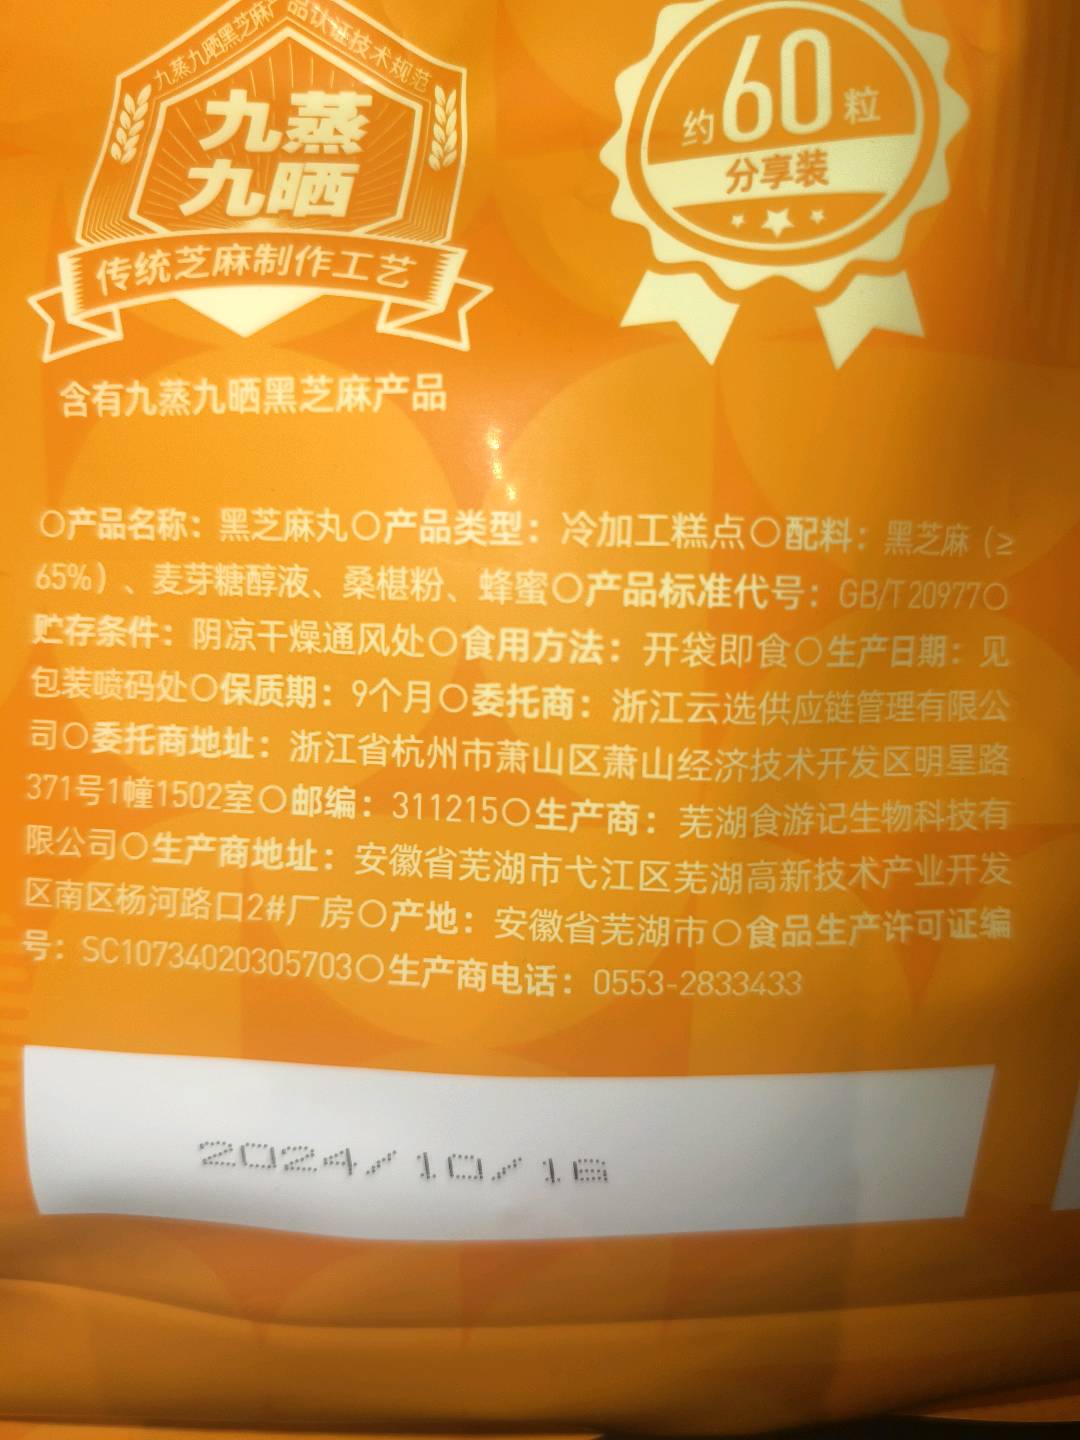 九蒸九晒黑芝麻产品认证技术规范
九蒸
九晒
传统芝麻制作工艺
含有九蒸九晒黑芝麻产品
约60粒
分享装
○产品名称：黑芝麻丸○产品类型：冷加工糕点○配料：黑芝麻（≥
65%）、麦芽糖醇液、桑椹粉、蜂蜜○产品标准代号：GB/T20977○
贮存条件：阴凉干燥通风处○食用方法：开袋即食○生产日期：见
包装喷码处○保质期：9个月○委托商：浙江云选供应链管理有限公
司○委托商地址：浙江省杭州市萧山区萧山经济技术开发区明星路
371号1幢1502室○邮编：311215○生产商：芜湖食游记生物科技有
限公司○生产商地址：安徽省芜湖市弋江区芜湖高新技术产业开发
区南区杨河路口2#厂房○产地：安徽省芜湖市○食品生产许可证编
号：SC10734020305703○生产商电话：0553-2833433
2024/10/16